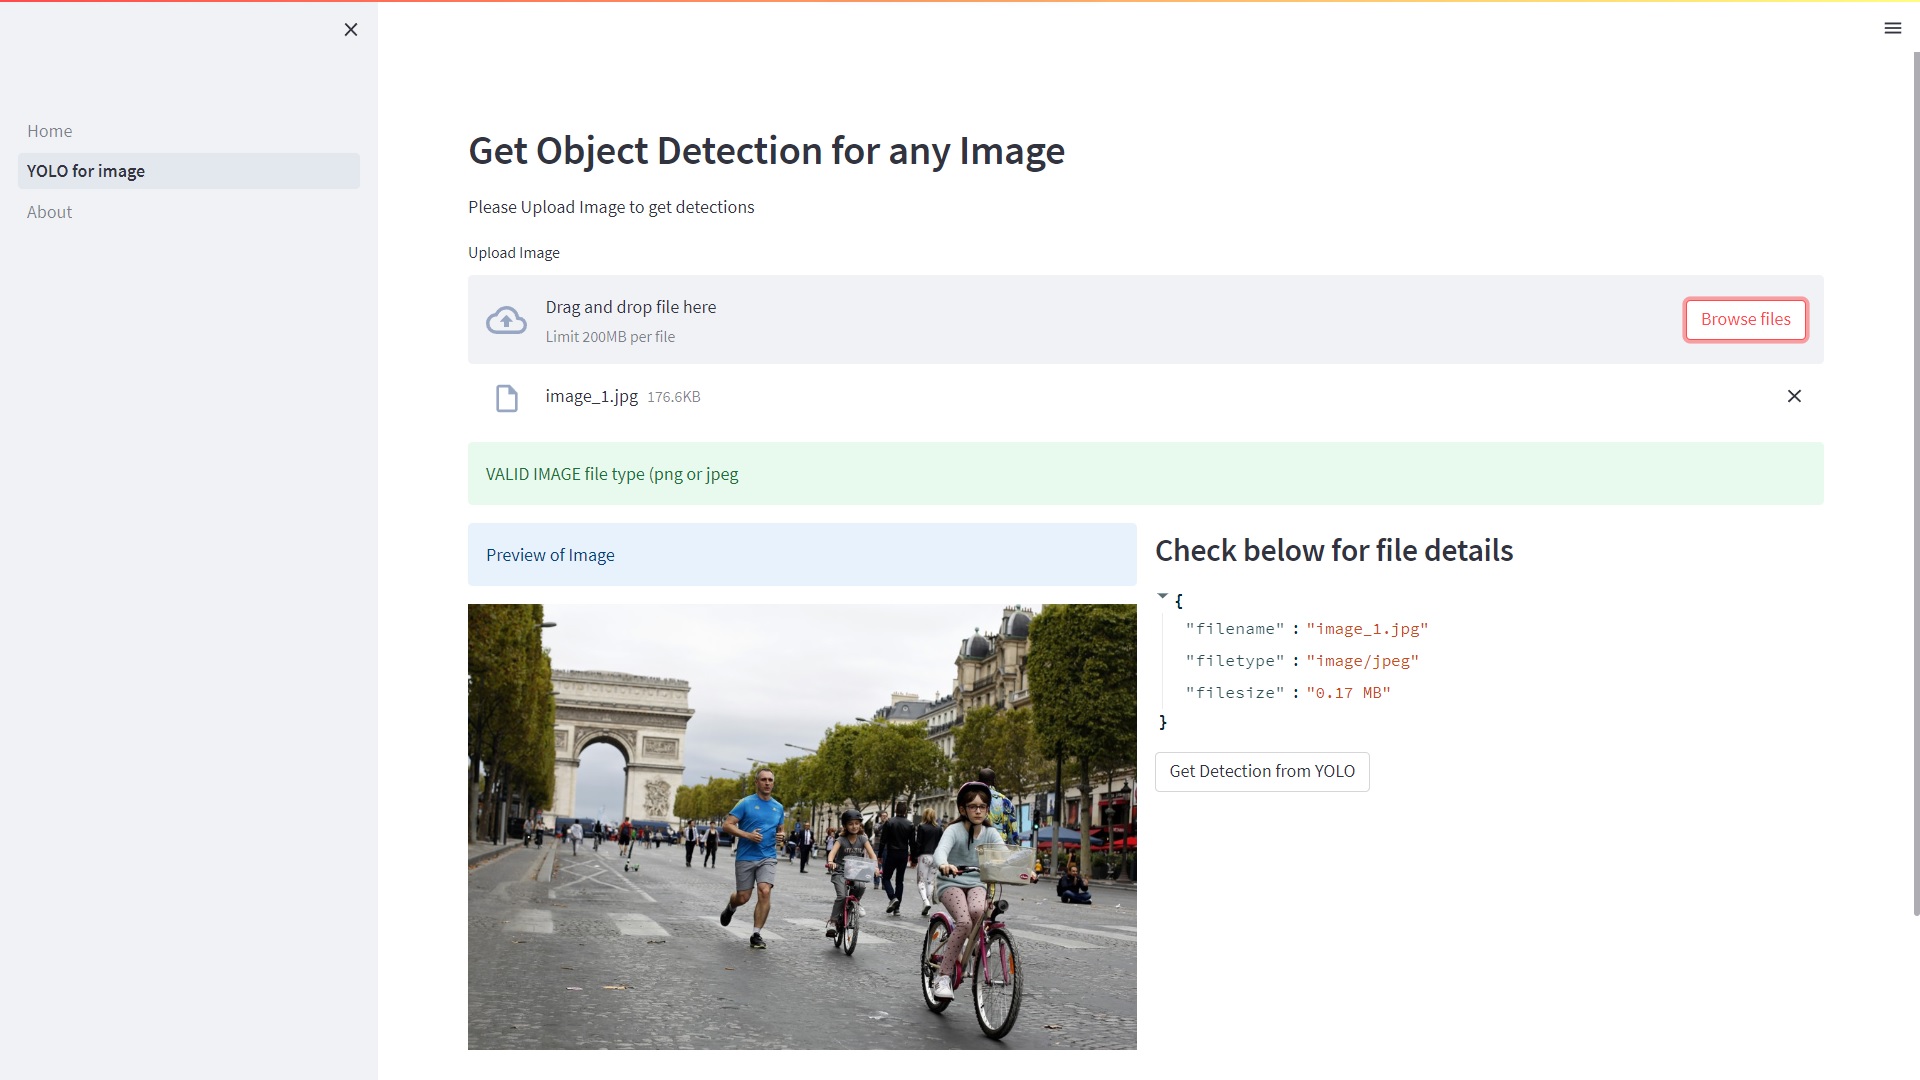 Home
YOLO for image
About
Get Object Detection for any Image
Please Upload Image to get detections
Upload Image
Drag and drop file here
Limit 200MB per file
Browse files
image_1.jpg 176.6KB
VALID IMAGE file type (png or jpeg
Preview of Image
Check below for file details
{
"filename" : "image_1.jpg"
"filetype" : "image/jpeg"
"filesize" : "0.17 MB"
}
Get Detection from YOLO